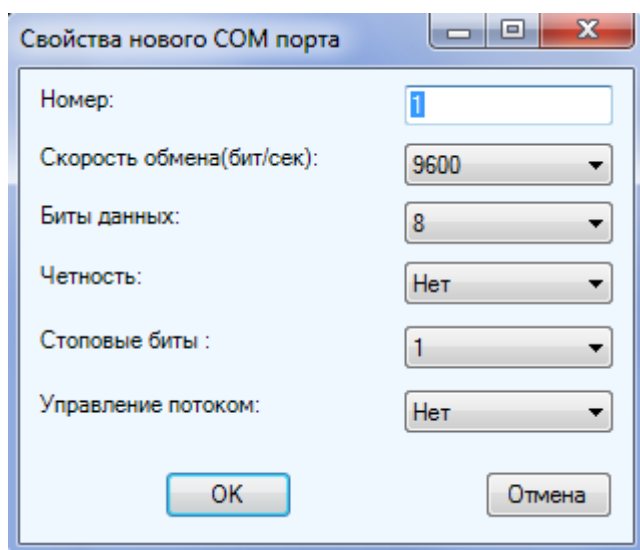 Свойства нового COM порта
Номер: 1
Скорость обмена(бит/сек): 9600
Биты данных: 8
Четность: Нет
Стоповые биты : 1
Управление потоком: Нет
OK Отмена